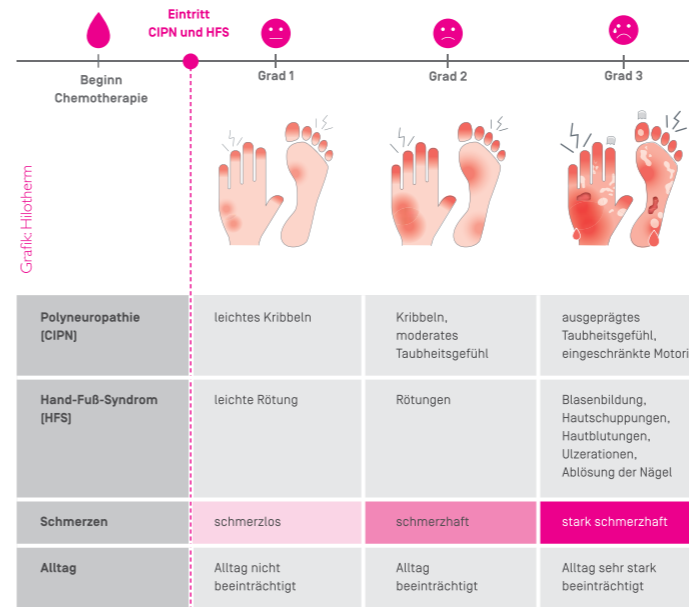 Eintritt
CIPN und HFS
Beginn
Chemotherapie
Grad 1
Grad 2
Grad 3
Grafik: Hilotherm
Polyneuropathie
[CIPN]
leichtes Kribbeln
Kribbeln,
moderates
Taubheitsgefühl
ausgeprägtes
Taubheitsgefühl,
eingeschränkte Motori
Hand-Fuß-Syndrom
[HFS]
leichte Rötung
Rötungen
Blasenbildung,
Hautschuppungen,
Hautblutungen,
Ulzerationen,
Ablösung der Nägel
Schmerzen
schmerzlos
schmerzhaft
stark schmerzhaft
Alltag
Alltag nicht
beeinträchtigt
Alltag
beeinträchtigt
Alltag sehr stark
beeinträchtigt